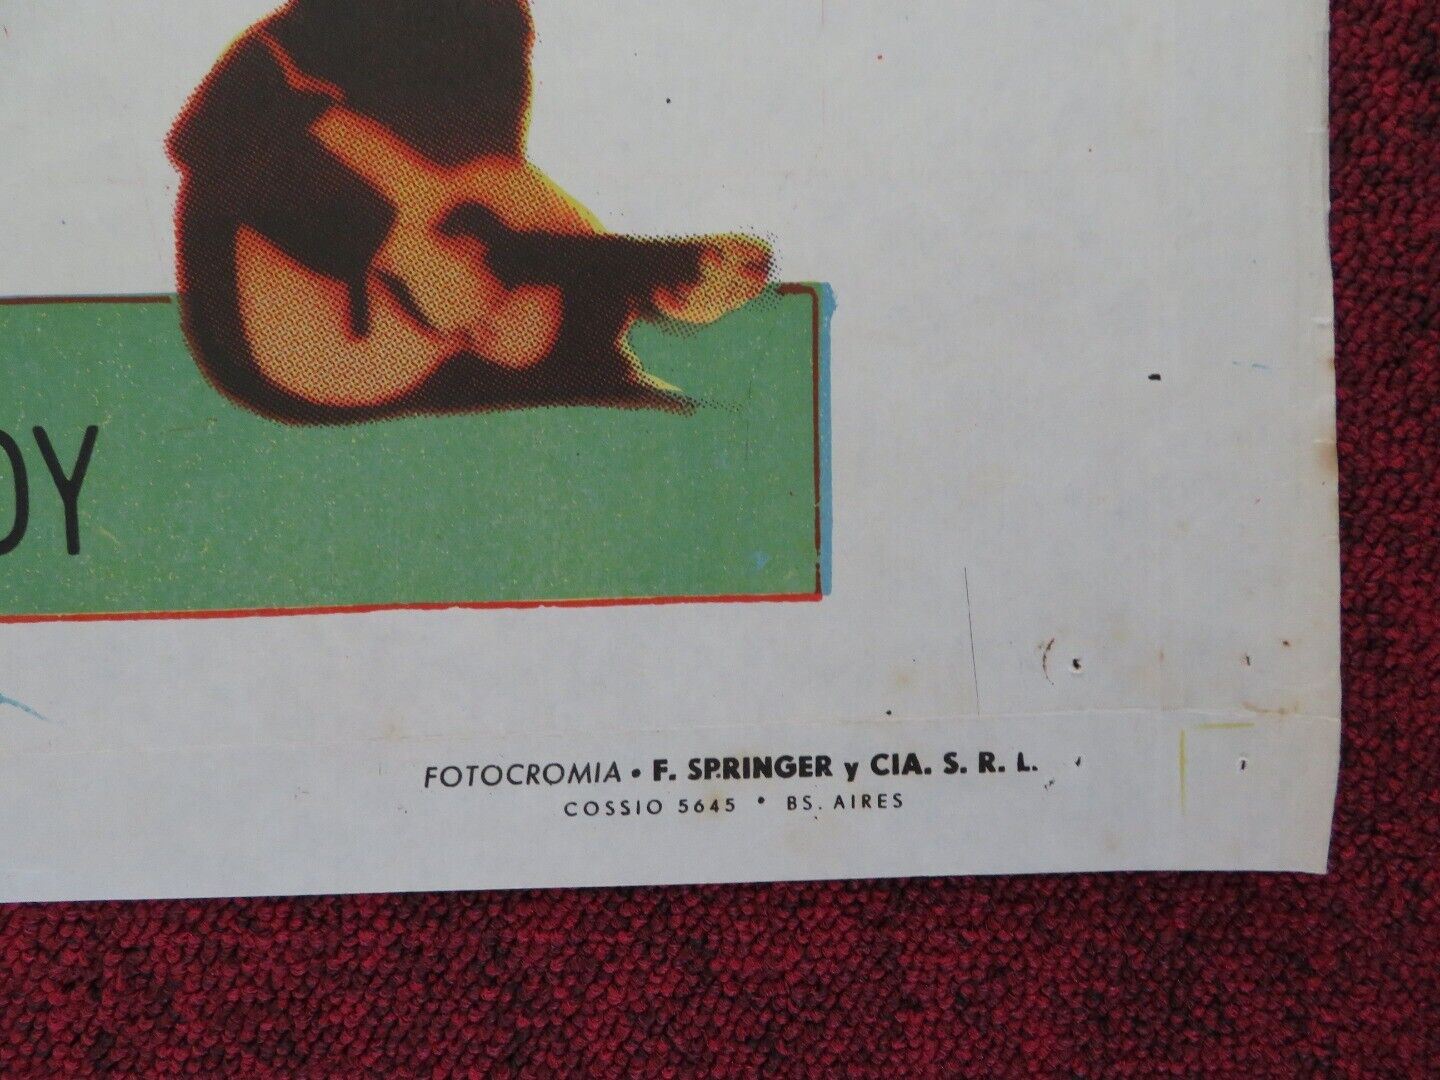 DY
FOTOCROMIA • F. SPRINGER y CIA. S. R. L.
COSSIO 5645 • BS. AIRES